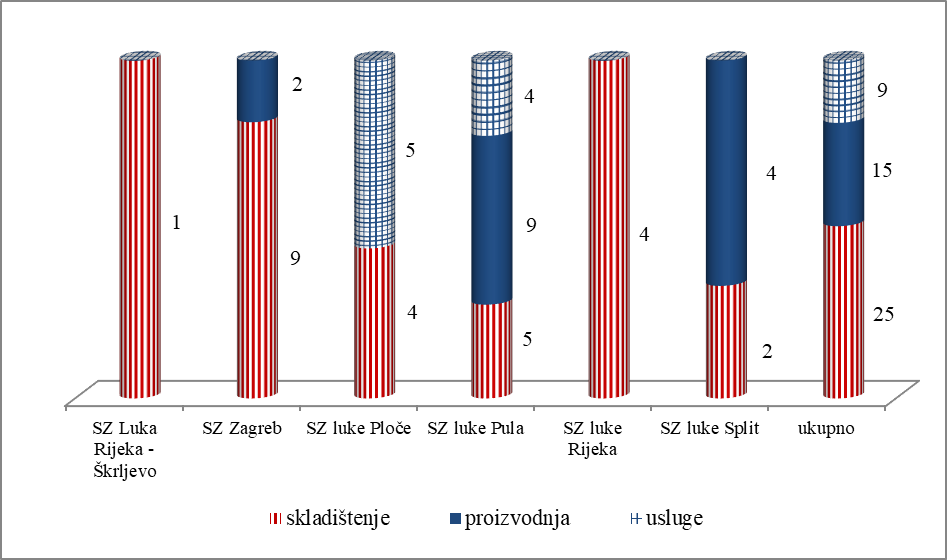 2
4
9
5
15
4
1
9
4
9
25
4
5
2
SZ Luka
Rijeka -
Škrljevo
SZ Zagreb
SZ luke Ploče
SZ luke Pula
SZ luke
Rijeka
SZ luke Split
ukupno
skladištenje
proizvodnja
usluge